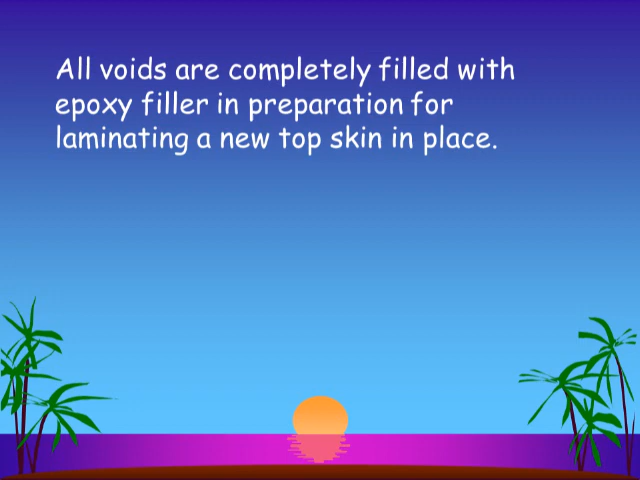 All voids are completely filled with
epoxy filler in preparation for
laminating a new top skin in place.